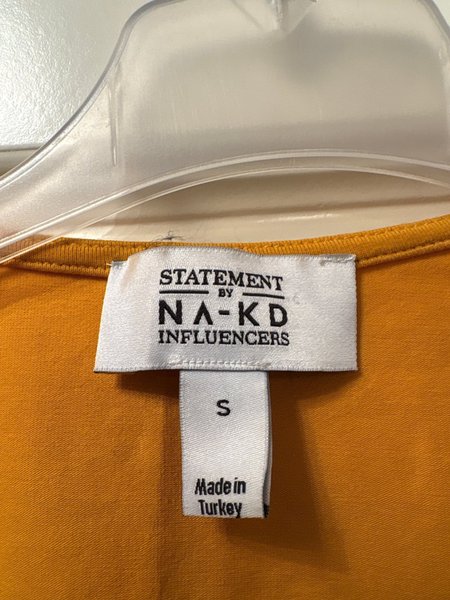 STATEMENT
BY
NA-KD
INFLUENCERS
S
Made in
Turkey